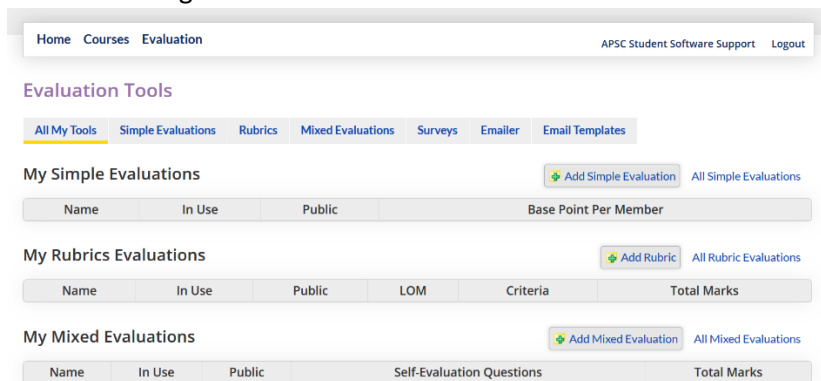 Home Courses Evaluation APSC Student Software Support Logout
Evaluation Tools
All My Tools Simple Evaluations Rubrics Mixed Evaluations Surveys Emailer Email Templates
My Simple Evaluations Add Simple Evaluation All Simple Evaluations
Name In Use Public Base Point Per Member
My Rubrics Evaluations Add Rubric All Rubric Evaluations
Name In Use Public LOM Criteria Total Marks
My Mixed Evaluations Add Mixed Evaluation All Mixed Evaluations
Name In Use Public Self-Evaluation Questions Total Marks